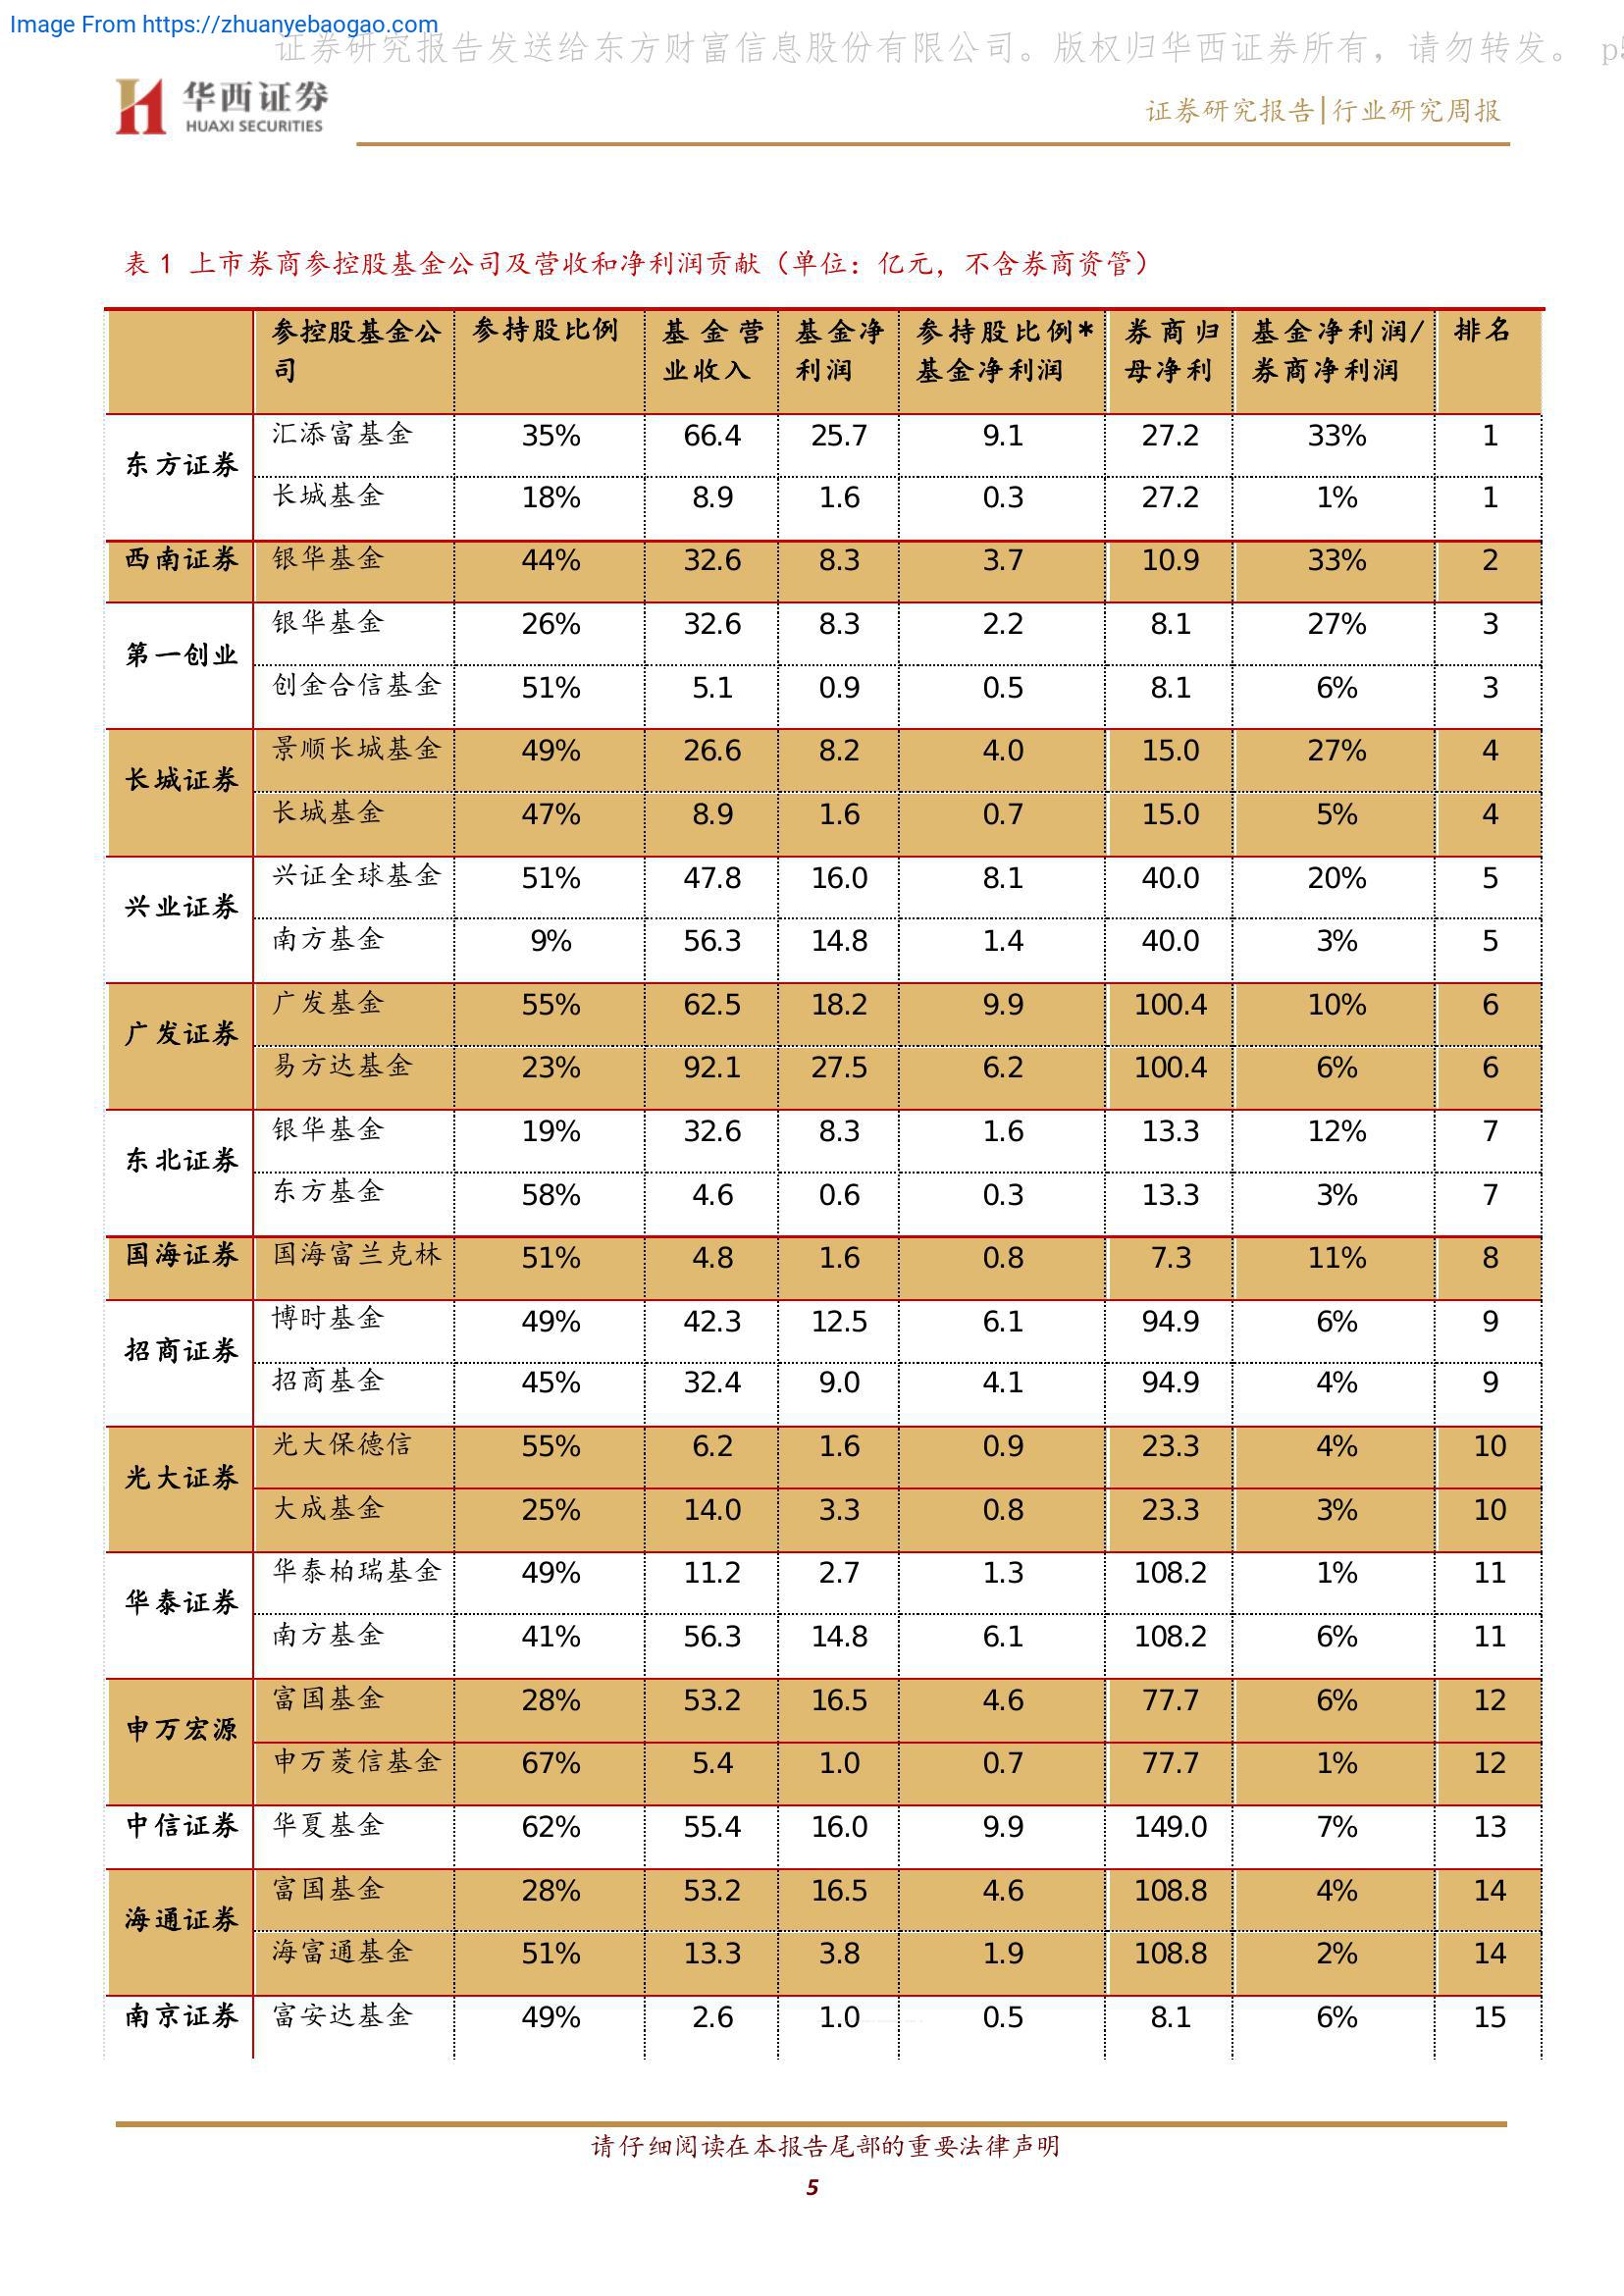 Image From https://zhuanyebaogao.com
证券研究报告发送给东方财富信息股份有限公司。版权归华西证券所有，请勿转发。 p5
华西证券
HUAXI SECURITIES
证券研究报告|行业研究周报
表 1 上市券商参控股基金公司及营收和净利润贡献（单位：亿元，不含券商资管）
参控股基金公司 参持股比例 基金营业收入 基金净利润 参持股比例*基金净利润 券商归母净利 基金净利润/券商净利润 排名
东方证券 汇添富基金 35% 66.4 25.7 9.1 27.2 33% 1
长城基金 18% 8.9 1.6 0.3 27.2 1% 1
西南证券 银华基金 44% 32.6 8.3 3.7 10.9 33% 2
第一创业 银华基金 26% 32.6 8.3 2.2 8.1 27% 3
创金合信基金 51% 5.1 0.9 0.5 8.1 6% 3
长城证券 景顺长城基金 49% 26.6 8.2 4.0 15.0 27% 4
长城基金 47% 8.9 1.6 0.7 15.0 5% 4
兴业证券 兴证全球基金 51% 47.8 16.0 8.1 40.0 20% 5
南方基金 9% 56.3 14.8 1.4 40.0 3% 5
广发证券 广发基金 55% 62.5 18.2 9.9 100.4 10% 6
易方达基金 23% 92.1 27.5 6.2 100.4 6% 6
东北证券 银华基金 19% 32.6 8.3 1.6 13.3 12% 7
东方基金 58% 4.6 0.6 0.3 13.3 3% 7
国海证券 国海富兰克林 51% 4.8 1.6 0.8 7.3 11% 8
招商证券 博时基金 49% 42.3 12.5 6.1 94.9 6% 9
招商基金 45% 32.4 9.0 4.1 94.9 4% 9
光大证券 光大保德信 55% 6.2 1.6 0.9 23.3 4% 10
大成基金 25% 14.0 3.3 0.8 23.3 3% 10
华泰证券 华泰柏瑞基金 49% 11.2 2.7 1.3 108.2 1% 11
南方基金 41% 56.3 14.8 6.1 108.2 6% 11
申万宏源 富国基金 28% 53.2 16.5 4.6 77.7 6% 12
申万菱信基金 67% 5.4 1.0 0.7 77.7 1% 12
中信证券 华夏基金 62% 55.4 16.0 9.9 149.0 7% 13
海通证券 富国基金 28% 53.2 16.5 4.6 108.8 4% 14
海富通基金 51% 13.3 3.8 1.9 108.8 2% 14
南京证券 富安达基金 49% 2.6 1.0 0.5 8.1 6% 15
请仔细阅读在本报告尾部的重要法律声明
5